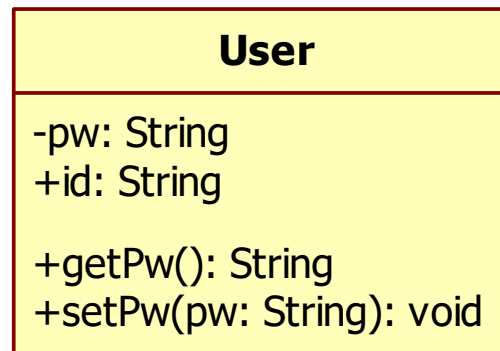 User
-pw: String
+id: String
+getPw(): String
+setPw(pw: String): void